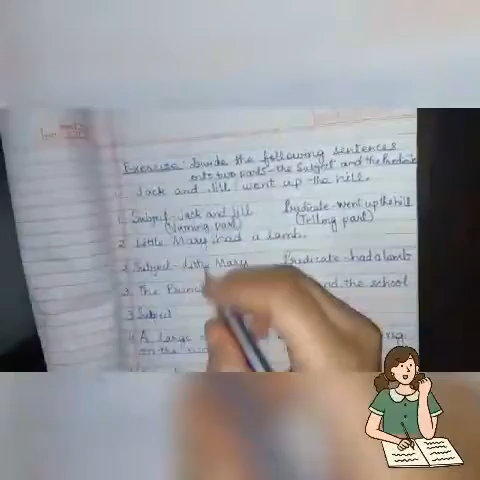 Exercise: Divide the following sentences
into two parts - the Subject and the Predicate
1. Jack and Jill went up the hill.
1. Subject - Jack and Jill Predicate - went up the hill
(Naming part) (Telling part)
2. Little Mary had a lamb.
2. Subject - Little Mary Predicate - had a lamb
3. The and the school
3. Subject
4. A large
on the